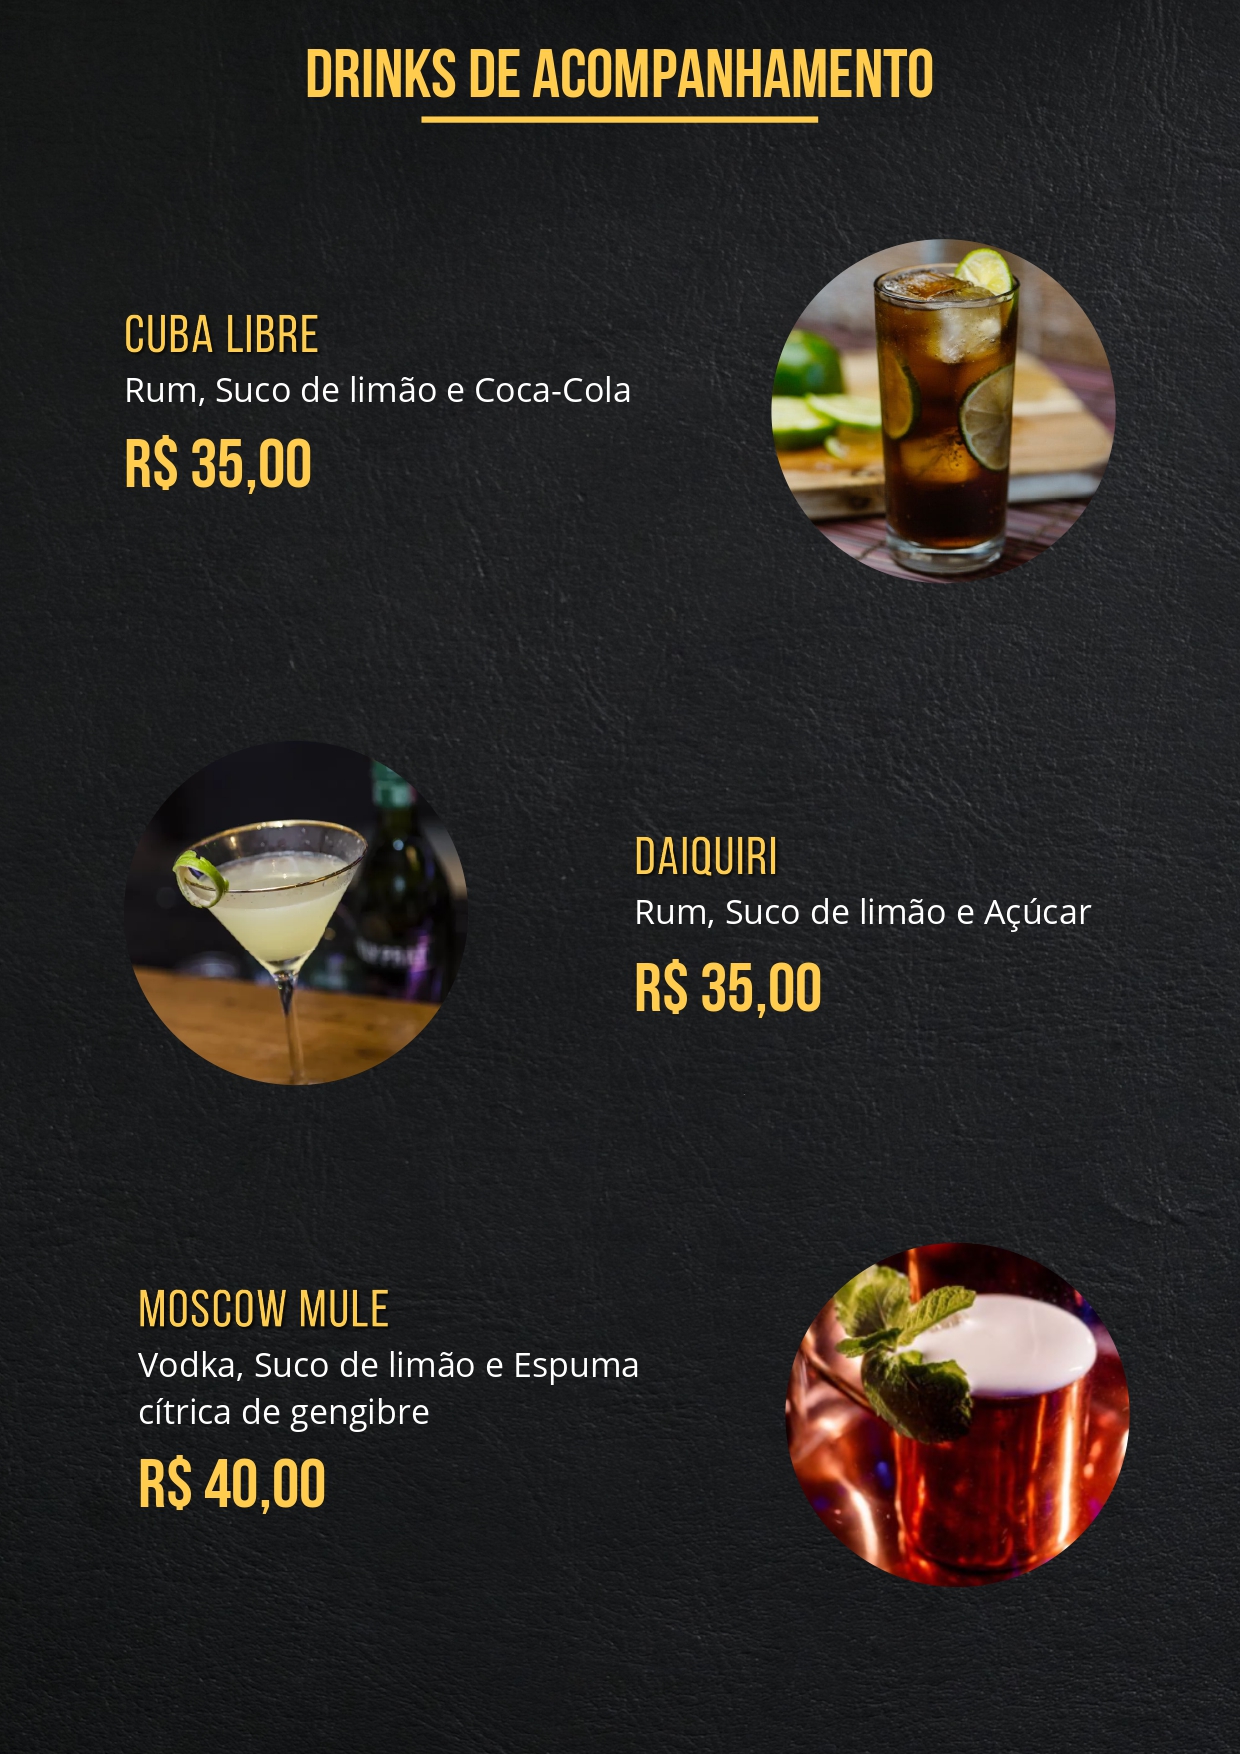 DRINKS DE ACOMPANHAMENTO
CUBA LIBRE
Rum, Suco de limão e Coca-Cola
R$ 35,00
DAIQUIRI
Rum, Suco de limão e Açúcar
R$ 35,00
MOSCOW MULE
Vodka, Suco de limão e Espuma
cítrica de gengibre
R$ 40,00